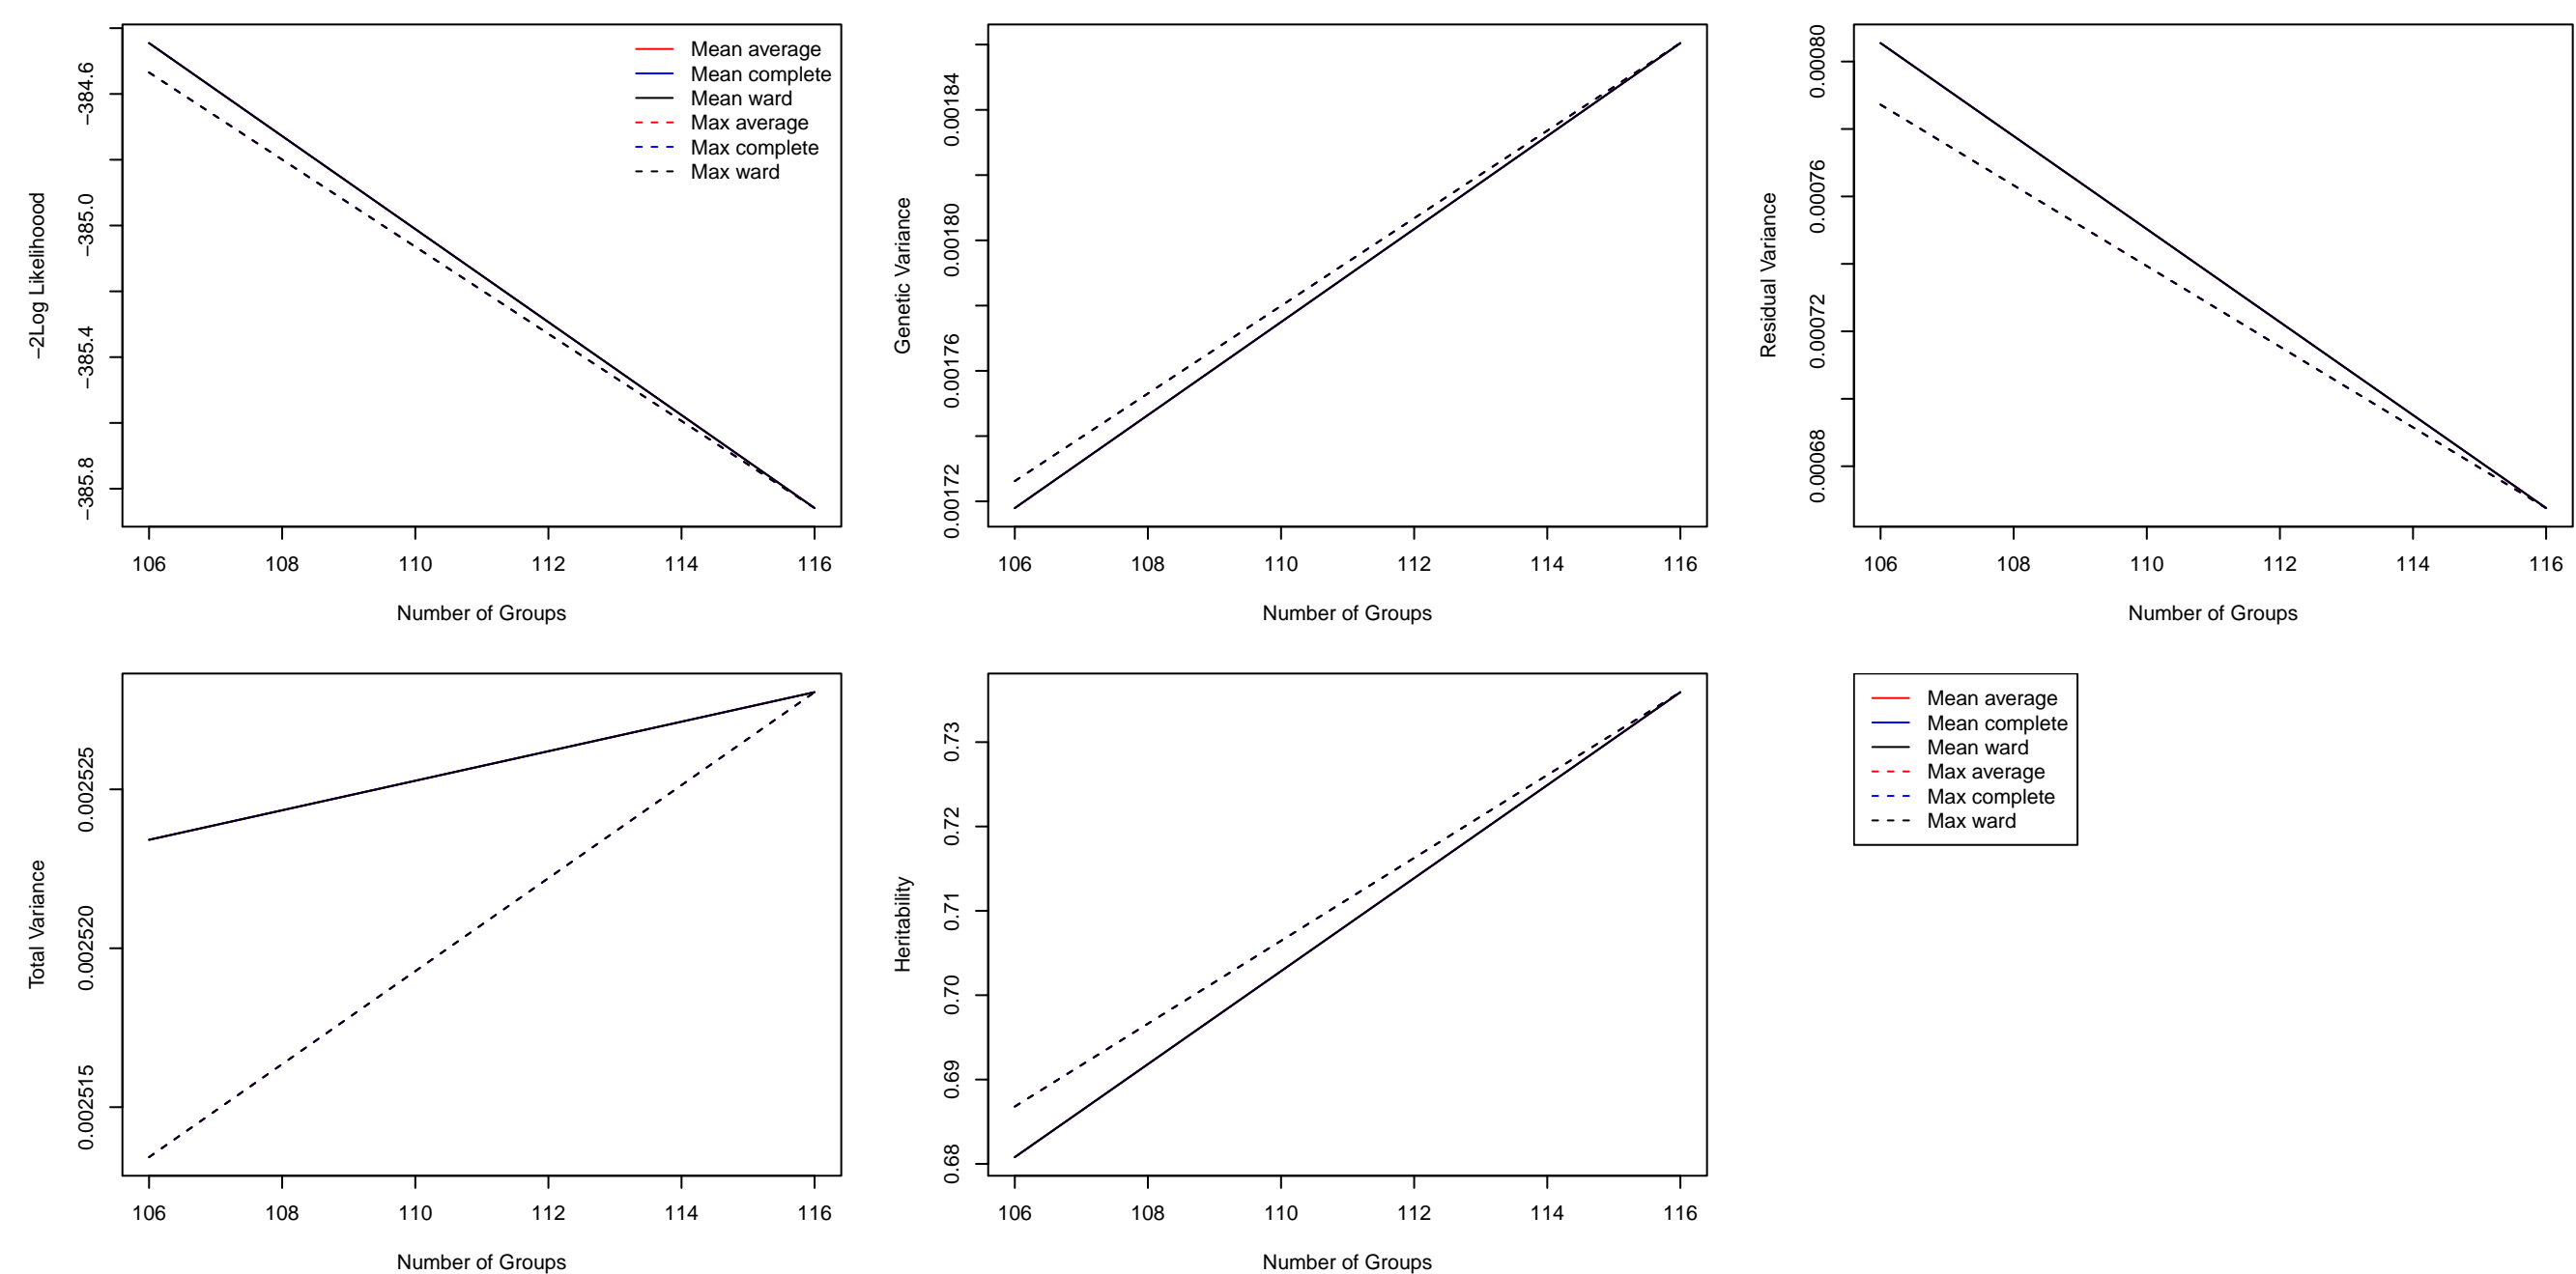 −2Log Likelihoood
−384.6
−385.0
−385.4
−385.8
Mean average
Mean complete
Mean ward
Max average
Max complete
Max ward
106 108 110 112 114 116
Number of Groups
Genetic Variance
0.00184
0.00180
0.00176
0.00172
106 108 110 112 114 116
Number of Groups
Residual Variance
0.00080
0.00076
0.00072
0.00068
106 108 110 112 114 116
Number of Groups
Total Variance
0.002525
0.002520
0.002515
106 108 110 112 114 116
Number of Groups
Heritability
0.73
0.72
0.71
0.70
0.69
0.68
106 108 110 112 114 116
Number of Groups
Mean average
Mean complete
Mean ward
Max average
Max complete
Max ward